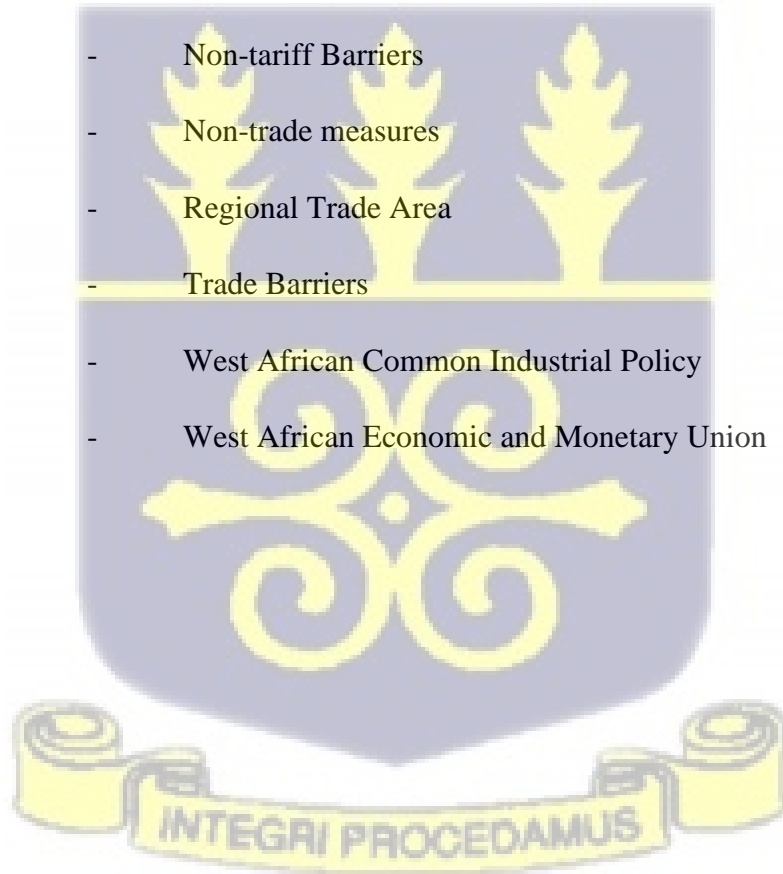 - Non-tariff Barriers
- Non-trade measures
- Regional Trade Area
- Trade Barriers
- West African Common Industrial Policy
- West African Economic and Monetary Union
INTEGRI PROCEDAMUS